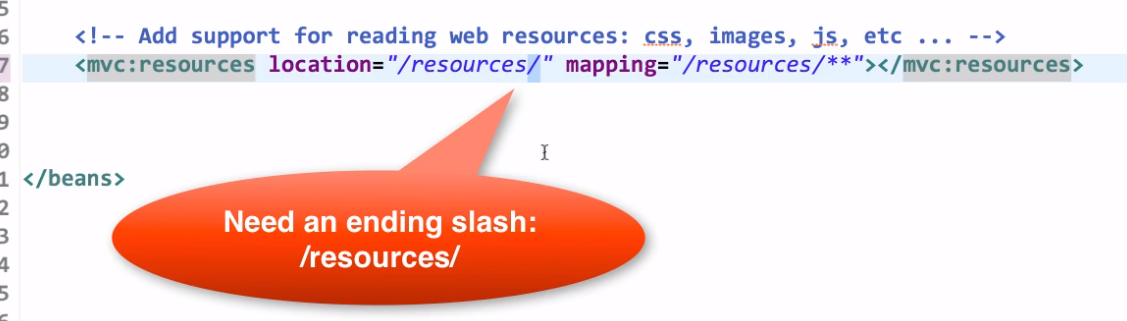 5
6 <!-- Add support for reading web resources: css, images, js, etc ... -->
7 <mvc:resources location="/resources/" mapping="/resources/**"></mvc:resources>
8
9
0
1 </beans>
2
Need an ending slash:
3
/resources/
4
5
6